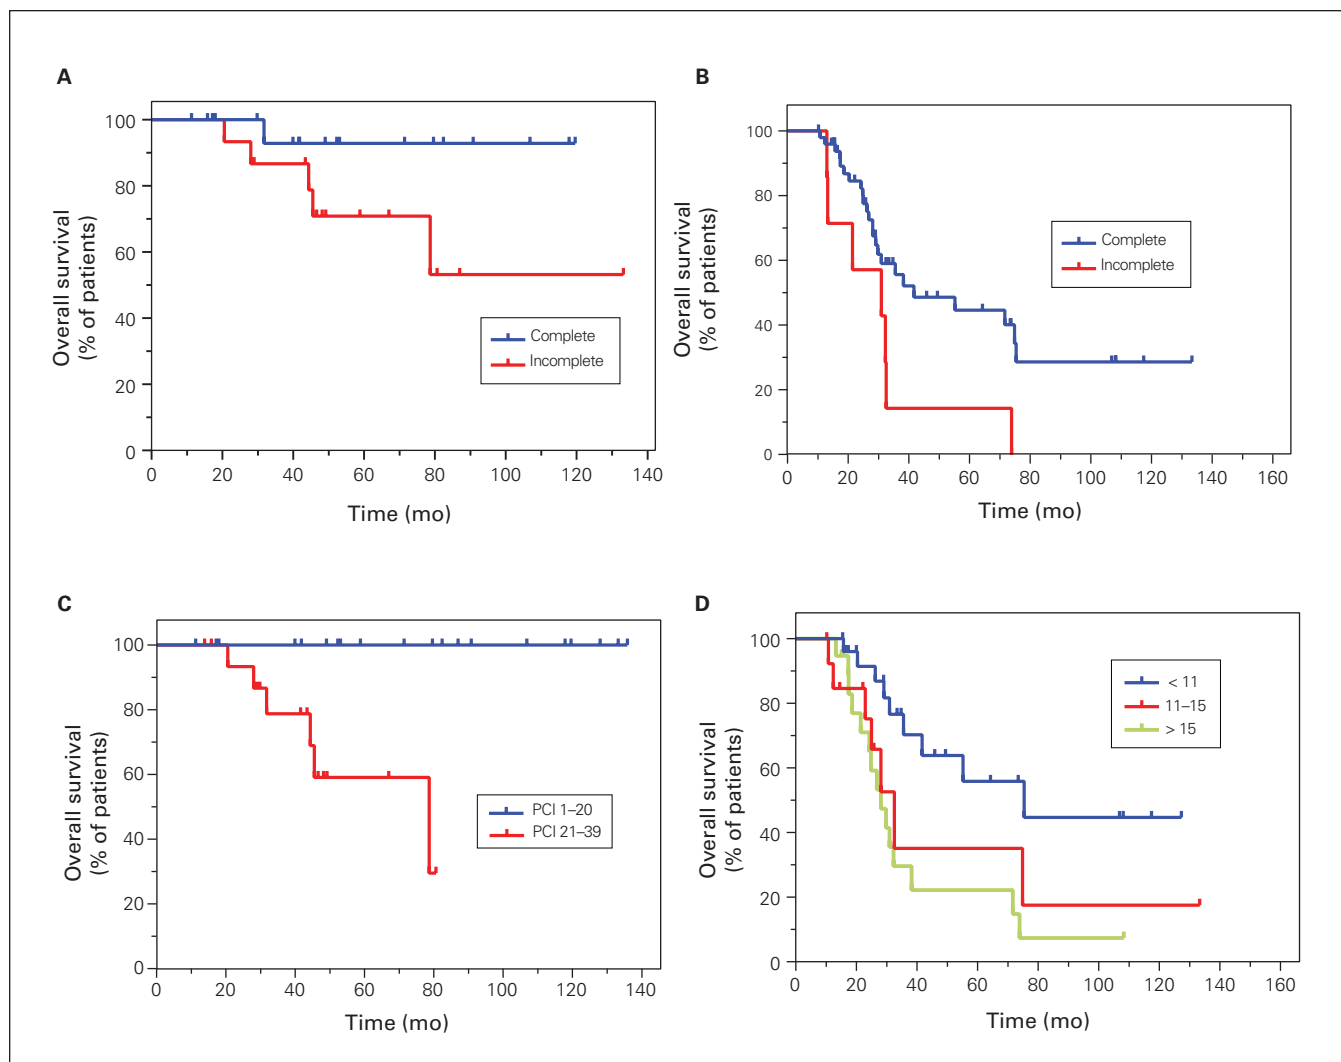 A
100
80
60
40
20
0
0 20 40 60 80 100 120 140
Overall survival
(% of patients)
Time (mo)
Complete
Incomplete
B
100
80
60
40
20
0
0 20 40 60 80 100 120 140 160
Overall survival
(% of patients)
Time (mo)
Complete
Incomplete
C
100
80
60
40
20
0
0 20 40 60 80 100 120 140
Overall survival
(% of patients)
Time (mo)
PCI 1–20
PCI 21–39
D
100
80
60
40
20
0
0 20 40 60 80 100 120 140 160
Overall survival
(% of patients)
Time (mo)
< 11
11–15
> 15